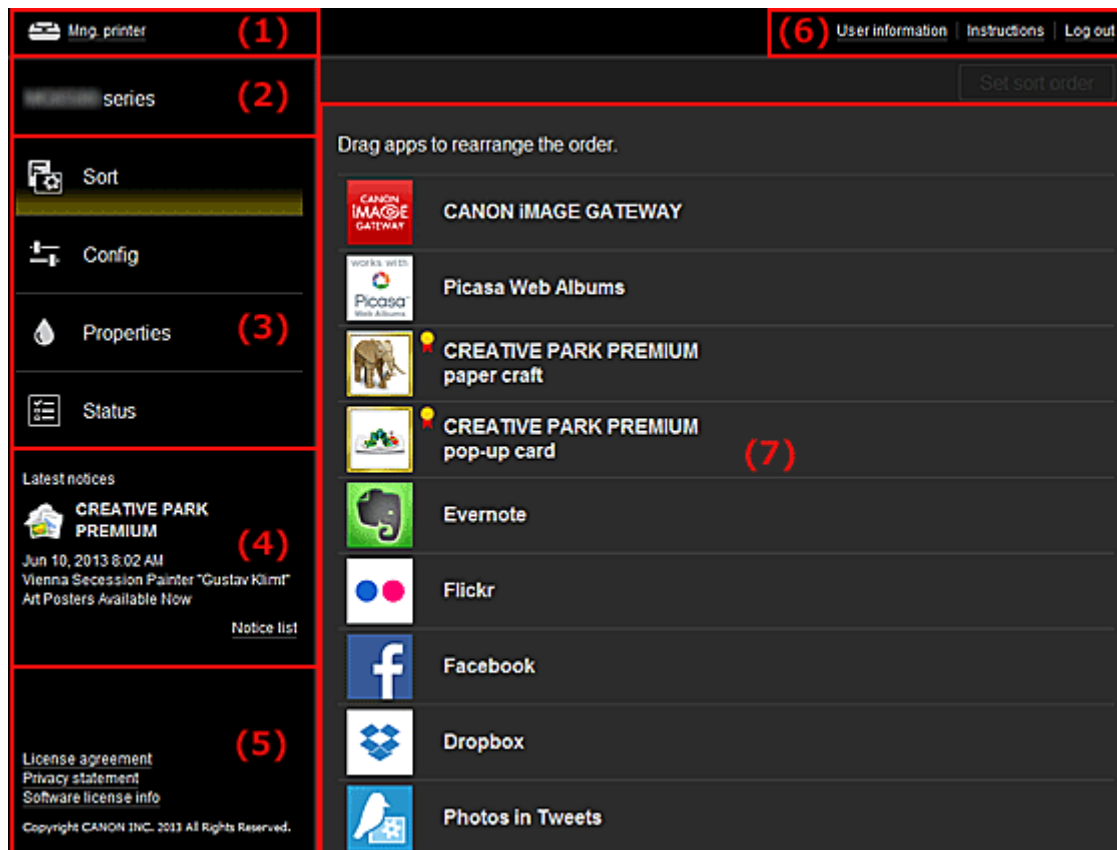 Mng. printer
(1)
(6)
User information
Instructions
Log out
series
(2)
Set sort order
Sort
Config
Properties
(3)
Status
Latest notices
CREATIVE PARK
PREMIUM
(4)
Jun 10, 2013 8:02 AM
Vienna Secession Painter "Gustav Klimt"
Art Posters Available Now
Notice list
(5)
License agreement
Privacy statement
Software license info
Copyright CANON INC. 2013 All Rights Reserved.
Drag apps to rearrange the order.
CANON
iMAGE
GATEWAY
CANON iMAGE GATEWAY
works with
Picasa™
Web Albums
Picasa Web Albums
CREATIVE PARK PREMIUM
paper craft
CREATIVE PARK PREMIUM
pop-up card
(7)
Evernote
Flickr
f
Facebook
Dropbox
Photos in Tweets